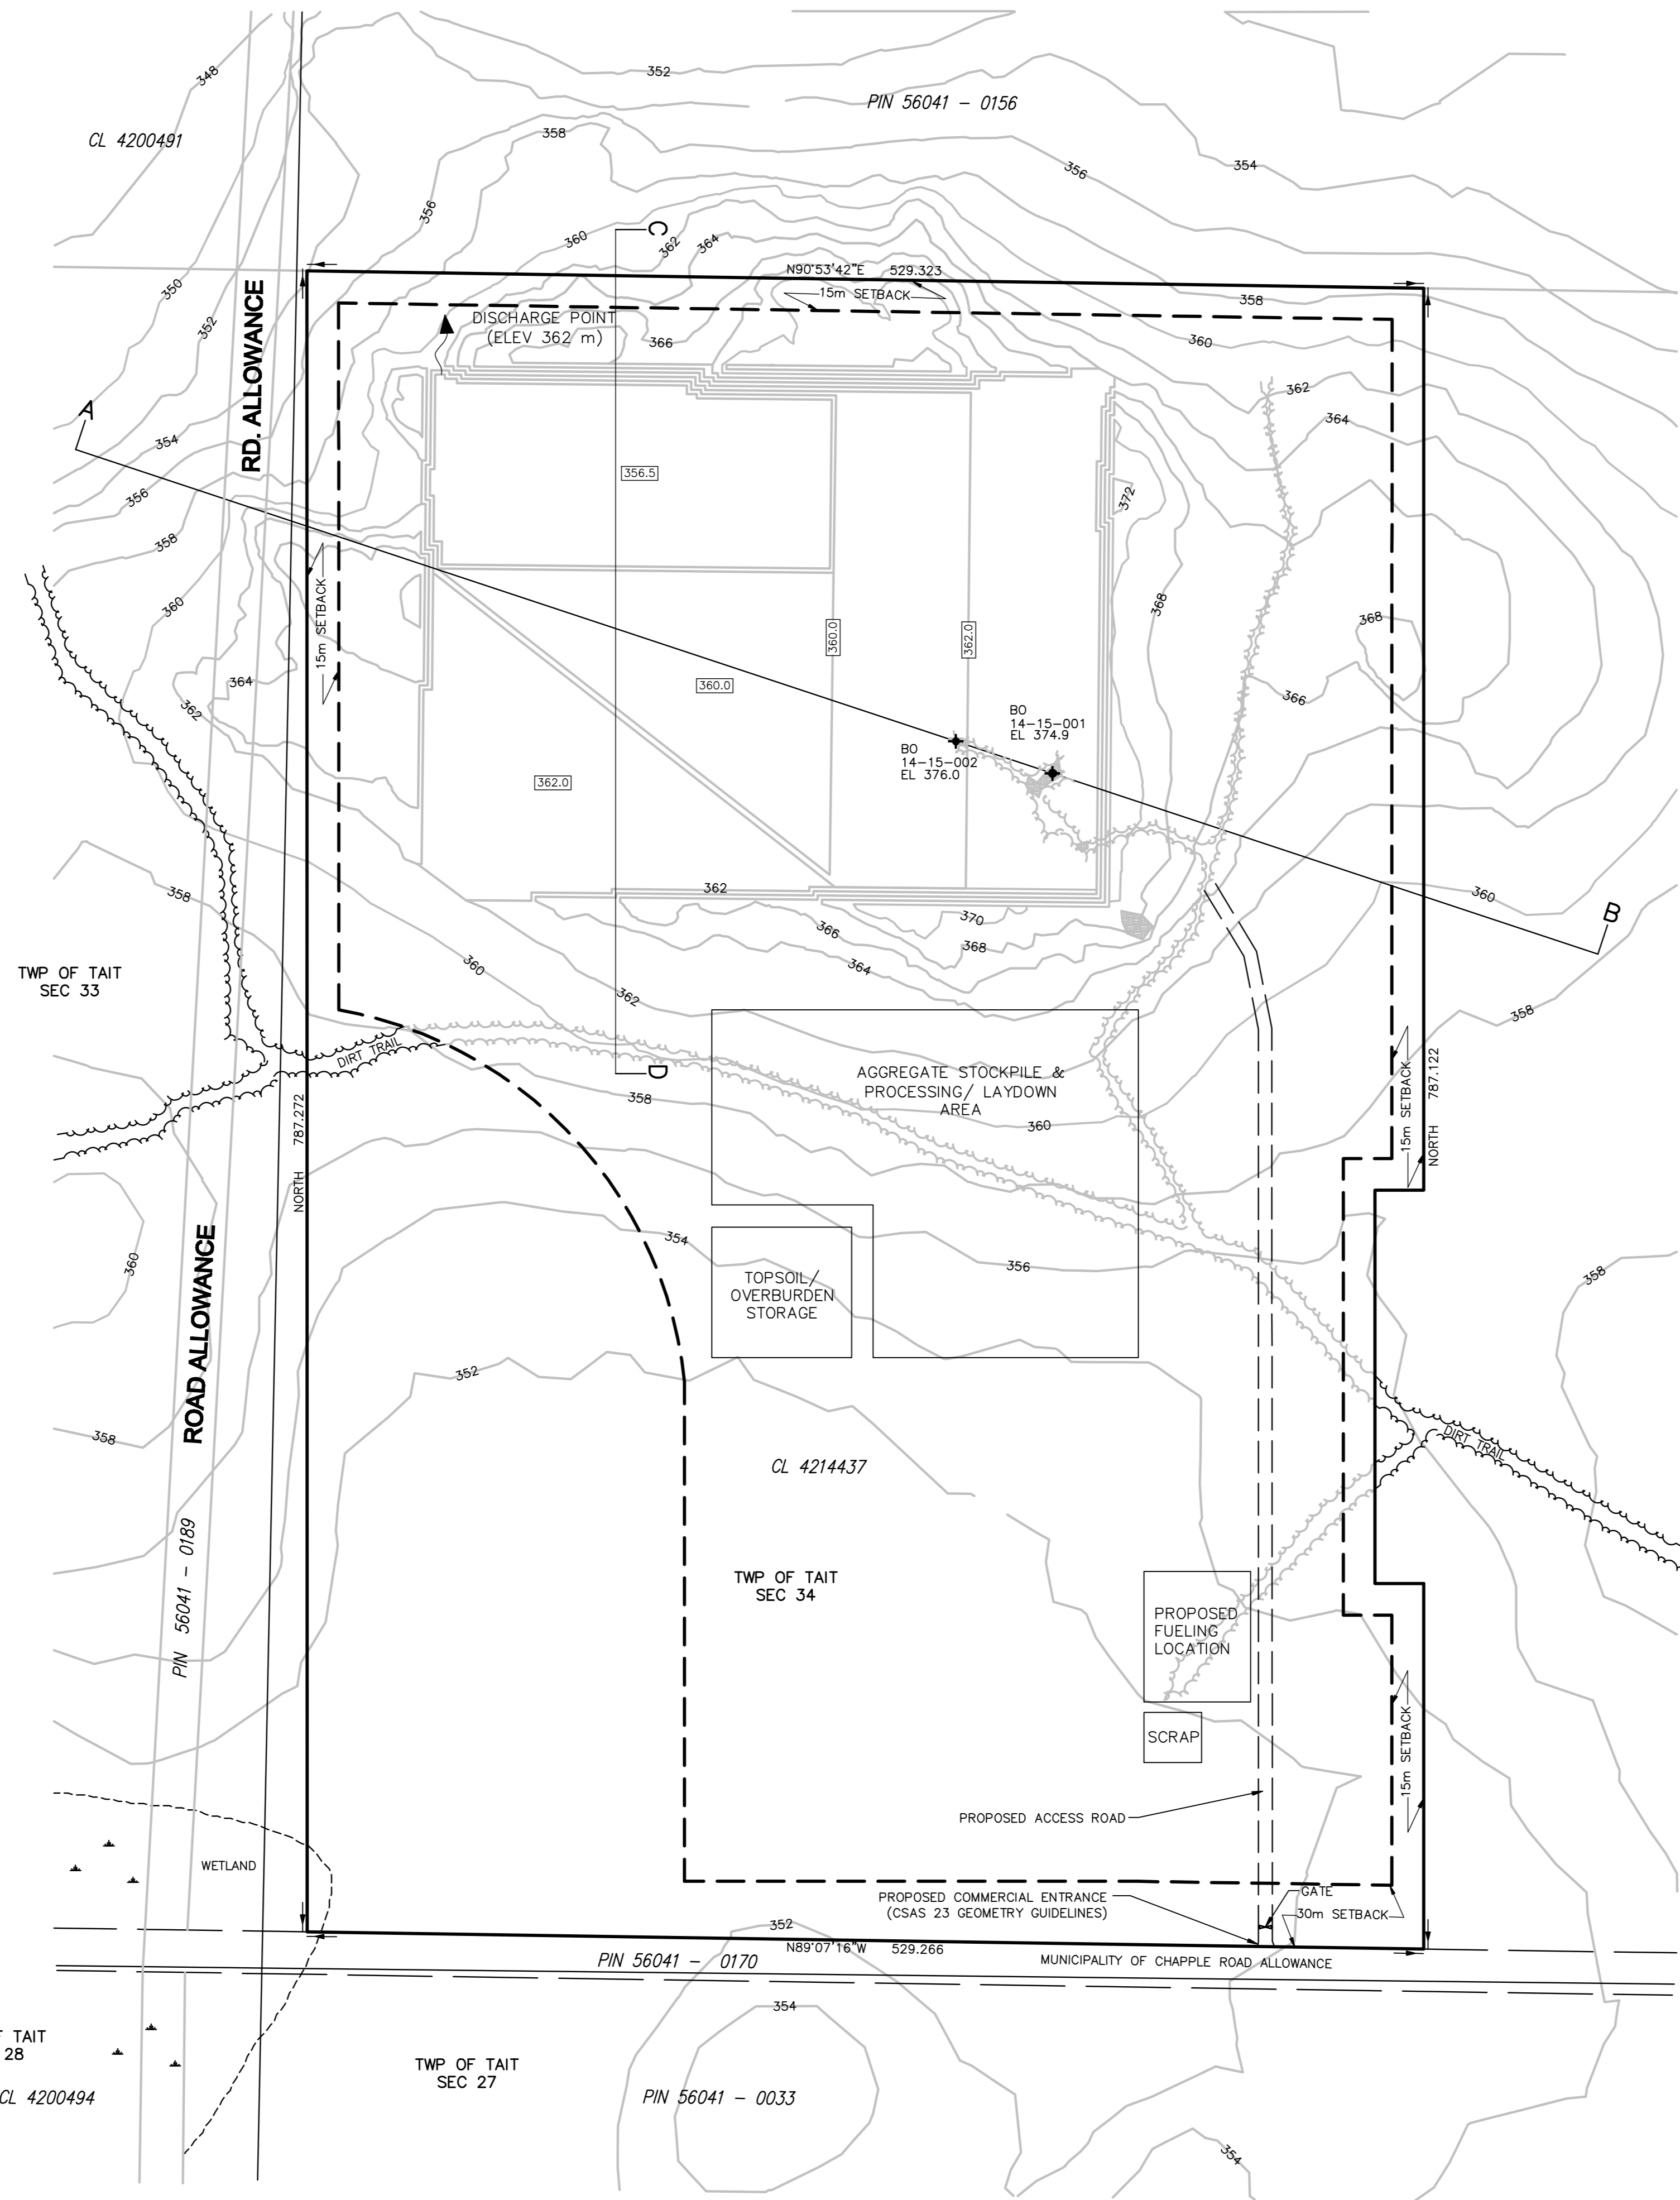 348
352
PIN 56041 - 0156
CL 4200491
358
356
354
356
360
C
362
364
N90°53'42"E 529.323
15m SETBACK
350
352
RD. ALLOWANCE
358
DISCHARGE POINT
(ELEV 362 m)
366
360
362
364
A
354
356
358
360
356.5
372
15m SETBACK
368
368
360.0
362.0
360.0
366
364
362
BO
14-15-001
EL 374.9
BO
14-15-002
EL 376.0
362.0
358
362
360
B
370
366
368
364
360
362
358
TWP OF TAIT
SEC 33
DIRT TRAIL
D
358
AGGREGATE STOCKPILE &
PROCESSING/ LAYDOWN
AREA
360
15m SETBACK
NORTH 787.122
NORTH 787.272
354
356
358
360
ROAD ALLOWANCE
TOPSOIL/
OVERBURDEN
STORAGE
352
358
DIRT TRAIL
CL 4214437
PIN 56041 - 0189
TWP OF TAIT
SEC 34
PROPOSED
FUELING
LOCATION
SCRAP
15m SETBACK
PROPOSED ACCESS ROAD
WETLAND
PROPOSED COMMERCIAL ENTRANCE
(CSAS 23 GEOMETRY GUIDELINES)
GATE
30m SETBACK
352
N89°07'16"W 529.266
PIN 56041 - 0170
MUNICIPALITY OF CHAPPLE ROAD ALLOWANCE
354
TAIT
28
CL 4200494
TWP OF TAIT
SEC 27
PIN 56041 - 0033
354